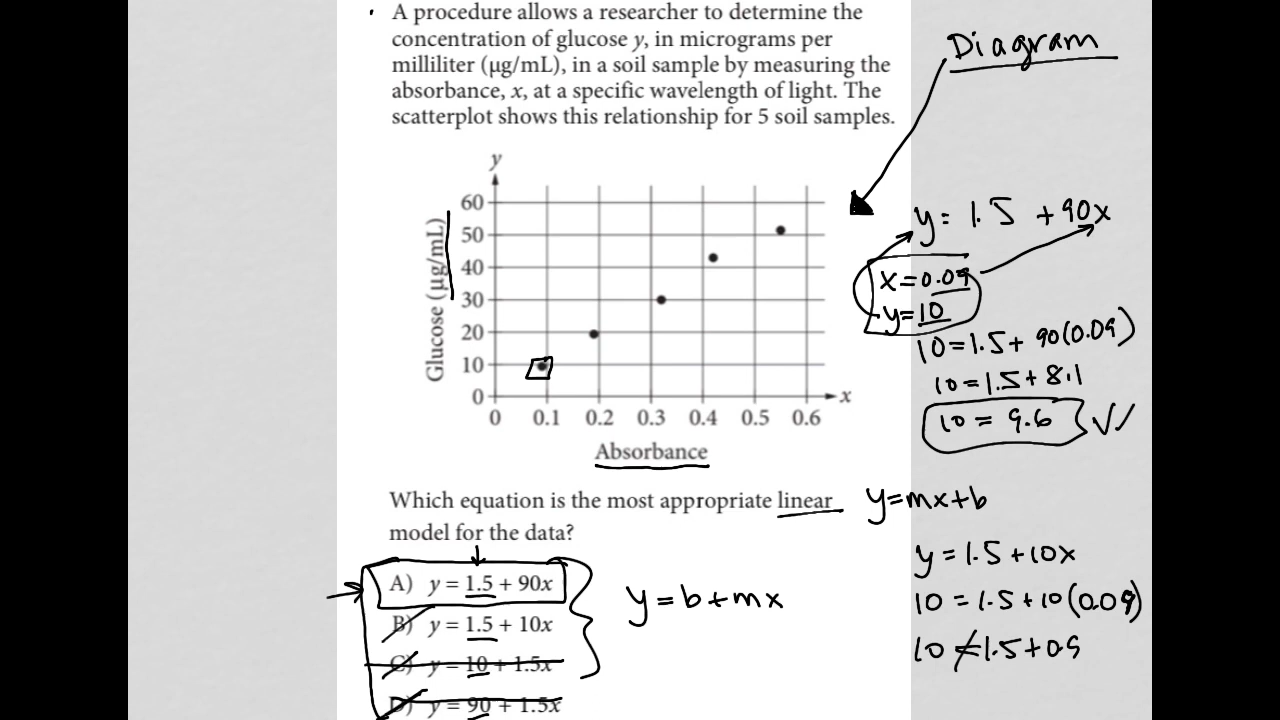 A procedure allows a researcher to determine the
concentration of glucose y, in micrograms per
milliliter (μg/mL), in a soil sample by measuring the
absorbance, x, at a specific wavelength of light. The
scatterplot shows this relationship for 5 soil samples.
y
Glucose (μg/mL)
60
50
40
30
20
10
0
0 0.1 0.2 0.3 0.4 0.5 0.6
x
Absorbance
Which equation is the most appropriate linear
model for the data?
A) y = 1.5 + 90x
B) y = 1.5 + 10x
C) y = 10 + 1.5x
D) y = 90 + 1.5x
y = b + mx
Diagram
y = 1.5 + 90x
x = 0.09
y = 10
10 = 1.5 + 90(0.09)
10 = 1.5 + 8.1
10 = 9.6 ✓✓
y = mx + b
y = 1.5 + 10x
10 = 1.5 + 10(0.09)
10 ≠ 1.5 + 0.9